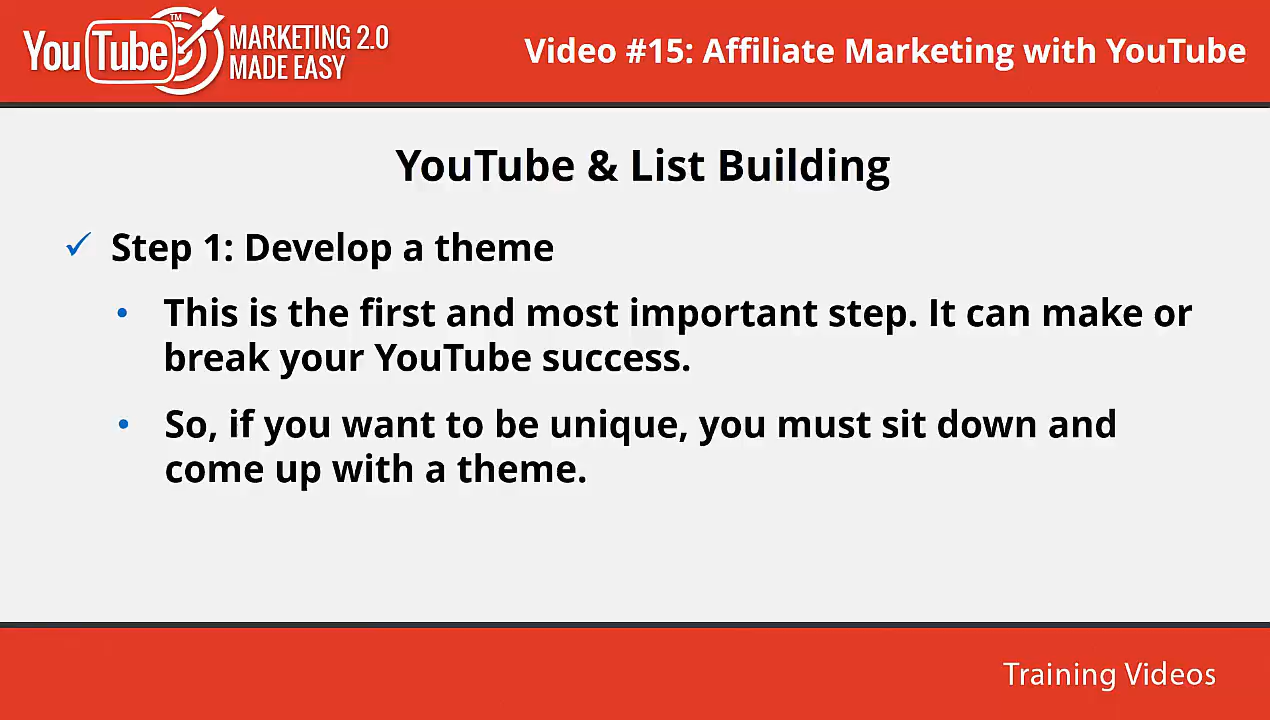 YouTube™ MARKETING 2.0
MADE EASY
Video #15: Affiliate Marketing with YouTube
YouTube & List Building
✓ Step 1: Develop a theme
• This is the first and most important step. It can make or
break your YouTube success.
• So, if you want to be unique, you must sit down and
come up with a theme.
Training Videos